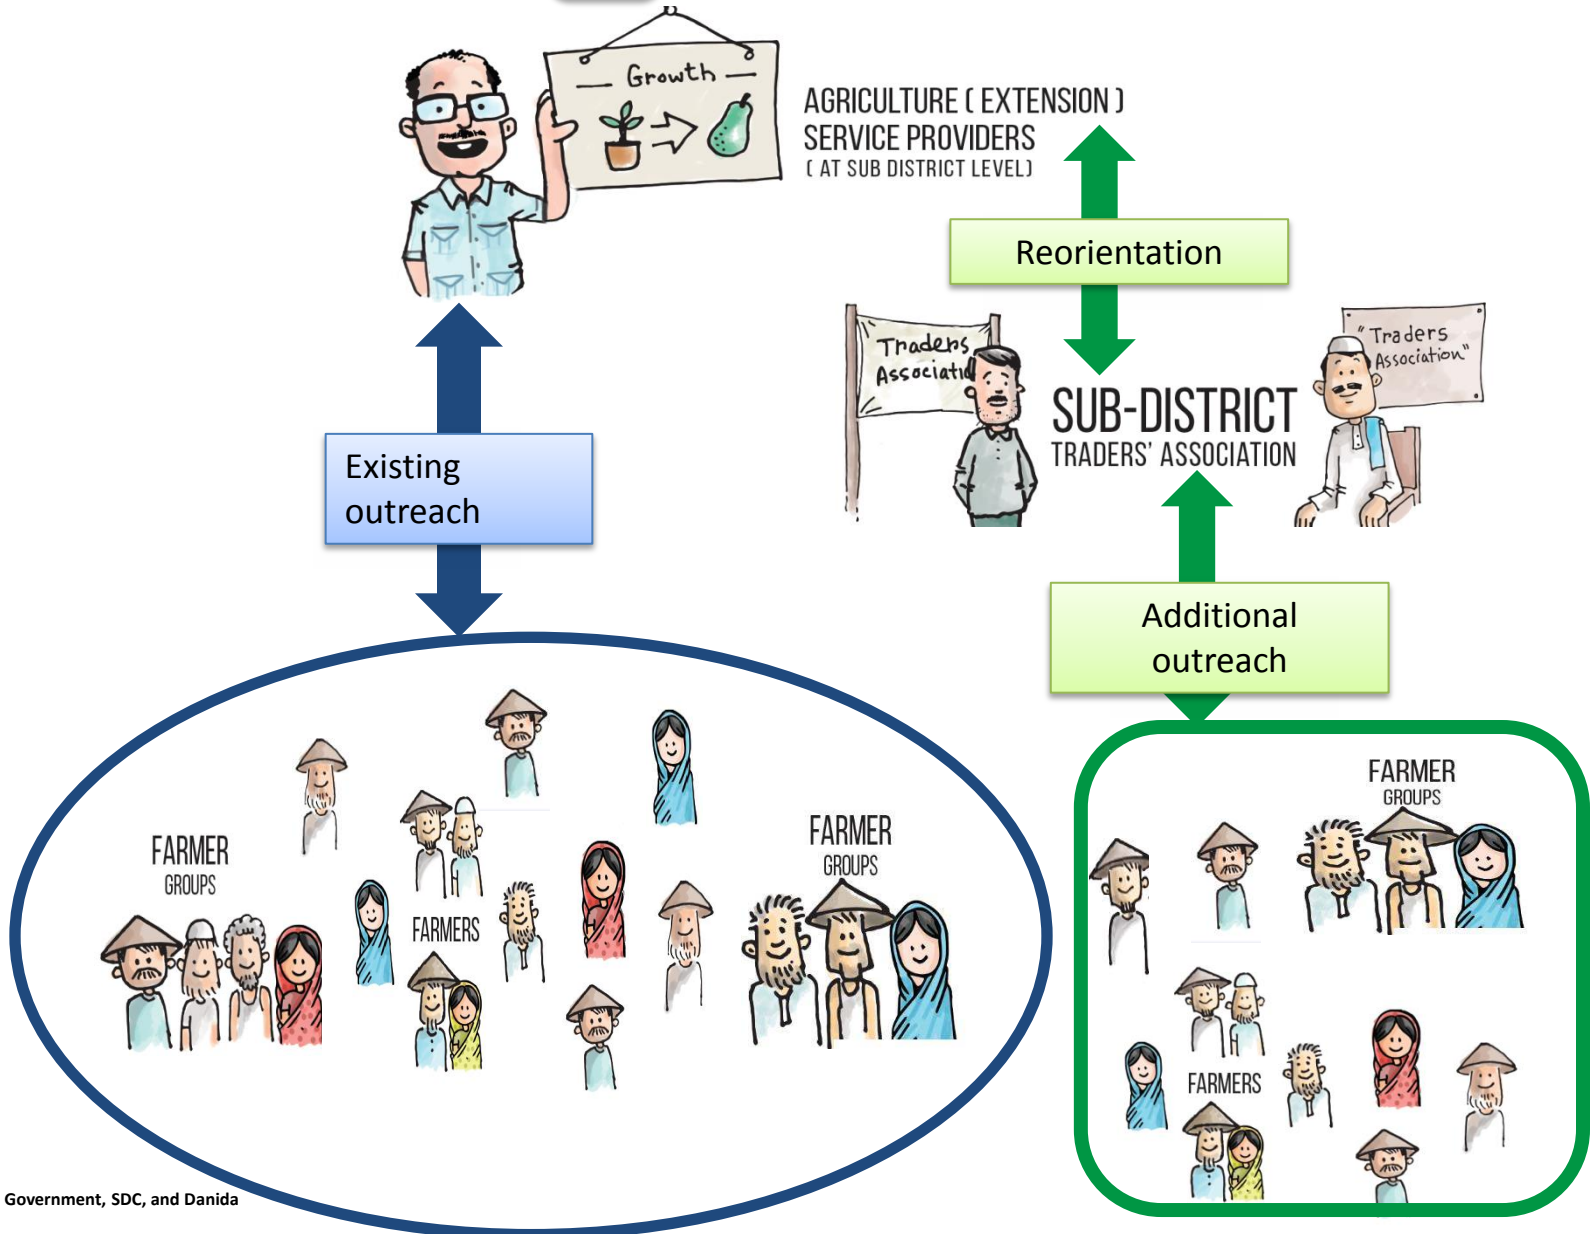 Growth
AGRICULTURE ( EXTENSION )
SERVICE PROVIDERS
( AT SUB DISTRICT LEVEL)
Reorientation
Traders
Associatio
"Traders
Association"
SUB-DISTRICT
TRADERS' ASSOCIATION
Existing
outreach
Additional
outreach
FARMER
GROUPS
FARMER
GROUPS
FARMERS
FARMER
GROUPS
FARMERS
Government, SDC, and Danida